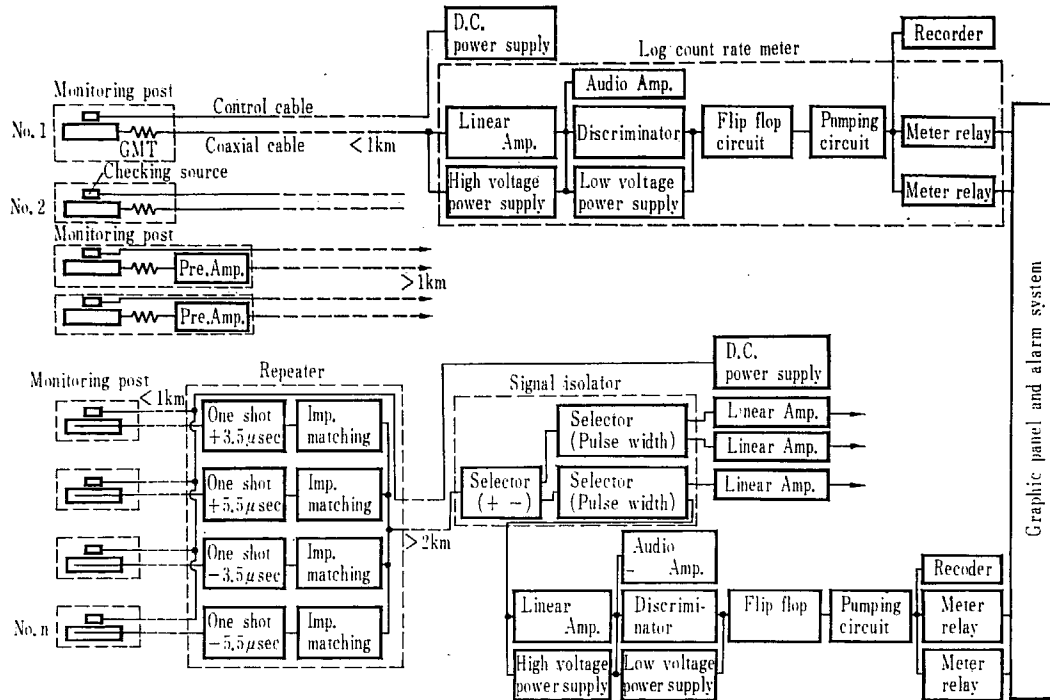 D.C.
power supply
Log count rate meter
Recorder
Monitoring post
Control cable
Audio Amp.
No.1
GMT
Coaxial cable
<1km
Linear
Amp.
Discriminator
Flip flop
circuit
Pumping
circuit
Meter relay
Checking source
High voltage
power supply
Low voltage
power supply
Meter relay
No.2
Monitoring post
Pre.Amp.
>1km
Pre.Amp.
Graphic panel and alarm system
D.C.
power supply
Monitoring post
<1km
Repeater
Signal isolator
One shot
+3.5μsec
Imp.
matching
Selector
(Pulse width)
Linear Amp.
Linear Amp.
One shot
+5.5μsec
Imp.
matching
Selector
(+ -)
Selector
(Pulse width)
Linear Amp.
>2km
One shot
-3.5μsec
Imp.
matching
Audio
- Amp.
Recoder
No.n
One shot
-5.5μsec
Imp.
matching
Linear
Amp.
Discrimi-
nator
Flip flop
Pumping
circuit
Meter
relay
High voltage
power supply
Low voltage
power supply
Meter
relay